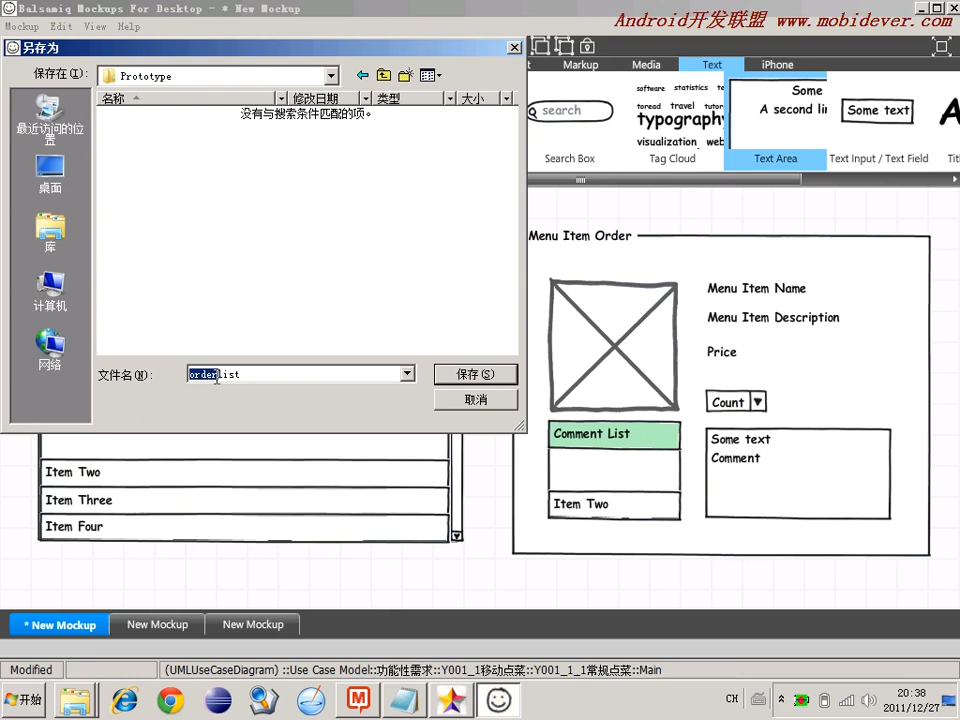 Balsamiq Mockups For Desktop - * New Mockup
Mockup Edit View Help
Android开发联盟 www.mobidever.com
另存为
保存在(I):
Prototype
名称
修改日期
类型
大小
没有与搜索条件匹配的项。
最近访问的位置
桌面
库
计算机
网络
文件名(N):
orderlist
保存(S)
取消
Markup
Media
Text
iPhone
search
Search Box
software statistics
toread travel
typography
visualization
Tag Cloud
Some
A second lin
Text Area
Some text
Text Input / Text Field
Menu Item Order
Menu Item Name
Menu Item Description
Price
Count
Comment List
Item Two
Some text
Comment
Item Two
Item Three
Item Four
* New Mockup
New Mockup
New Mockup
Modified
(UMLUseCaseDiagram) ::Use Case Model::功能性需求::Y001_1移动点菜::Y001_1_1常规点菜::Main
开始
CH
20:38
2011/12/27